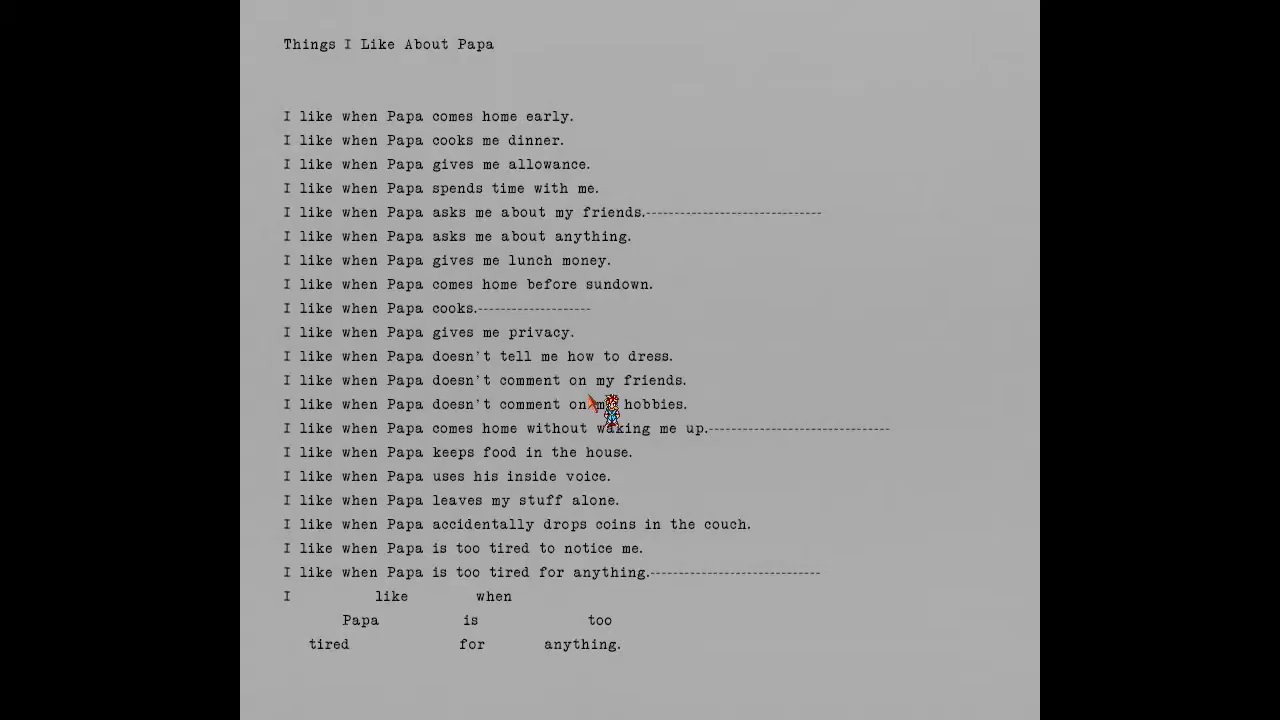 Things I Like About Papa
I like when Papa comes home early.
I like when Papa cooks me dinner.
I like when Papa gives me allowance.
I like when Papa spends time with me.
I like when Papa asks me about my friends.------------------------------
I like when Papa asks me about anything.
I like when Papa gives me lunch money.
I like when Papa comes home before sundown.
I like when Papa cooks.-------------------
I like when Papa gives me privacy.
I like when Papa doesn't tell me how to dress.
I like when Papa doesn't comment on my friends.
I like when Papa doesn't comment on my hobbies.
I like when Papa comes home without waking me up.-------------------------------
I like when Papa keeps food in the house.
I like when Papa uses his inside voice.
I like when Papa leaves my stuff alone.
I like when Papa accidentally drops coins in the couch.
I like when Papa is too tired to notice me.
I like when Papa is too tired for anything.-----------------------------
I like when
Papa is too
tired for anything.